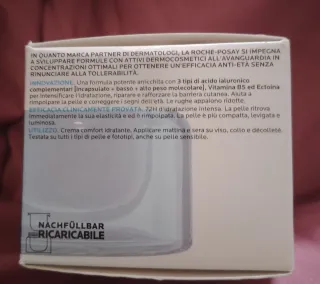 IN QUANTO MARCA PARTNER DI DERMATOLOGI, LA ROCHE-POSAY SI IMPEGNA
A SVILUPPARE FORMULE CON ATTIVI DERMOCOSMETICI ALL'AVANGUARDIA IN
CONCENTRAZIONI OTTIMALI PER OTTENERE UN'EFFICACIA ANTI-ETÀ SENZA
RINUNCIARE ALLA TOLLERABILITÀ.
INNOVAZIONE: Una formula potente arricchita con 3 tipi di acido ialuronico
complementari [incapsulato + basso + alto peso molecolare], Vitamina B5 ed Ectoina
per intensificare l'idratazione, riparare e rafforzare la barriera cutanea. Aiuta a
rimpolpare la pelle e correggere i segni dell'età. Le rughe appaiono ridotte.
EFFICACIA CLINICAMENTE PROVATA: 72H d'idratazione intensa. La pelle ritrova
immediatamente la sua elasticità e ad è rimpolpata. La pelle è più compatta, levigata e
luminosa.
UTILIZZO: Crema comfort idratante. Applicare mattina e sera su viso, collo e décolleté.
Testata su tutti i tipi di pelle e fototipi, anche su pelle sensibile.
NACHFÜLLBAR
RICARICABILE